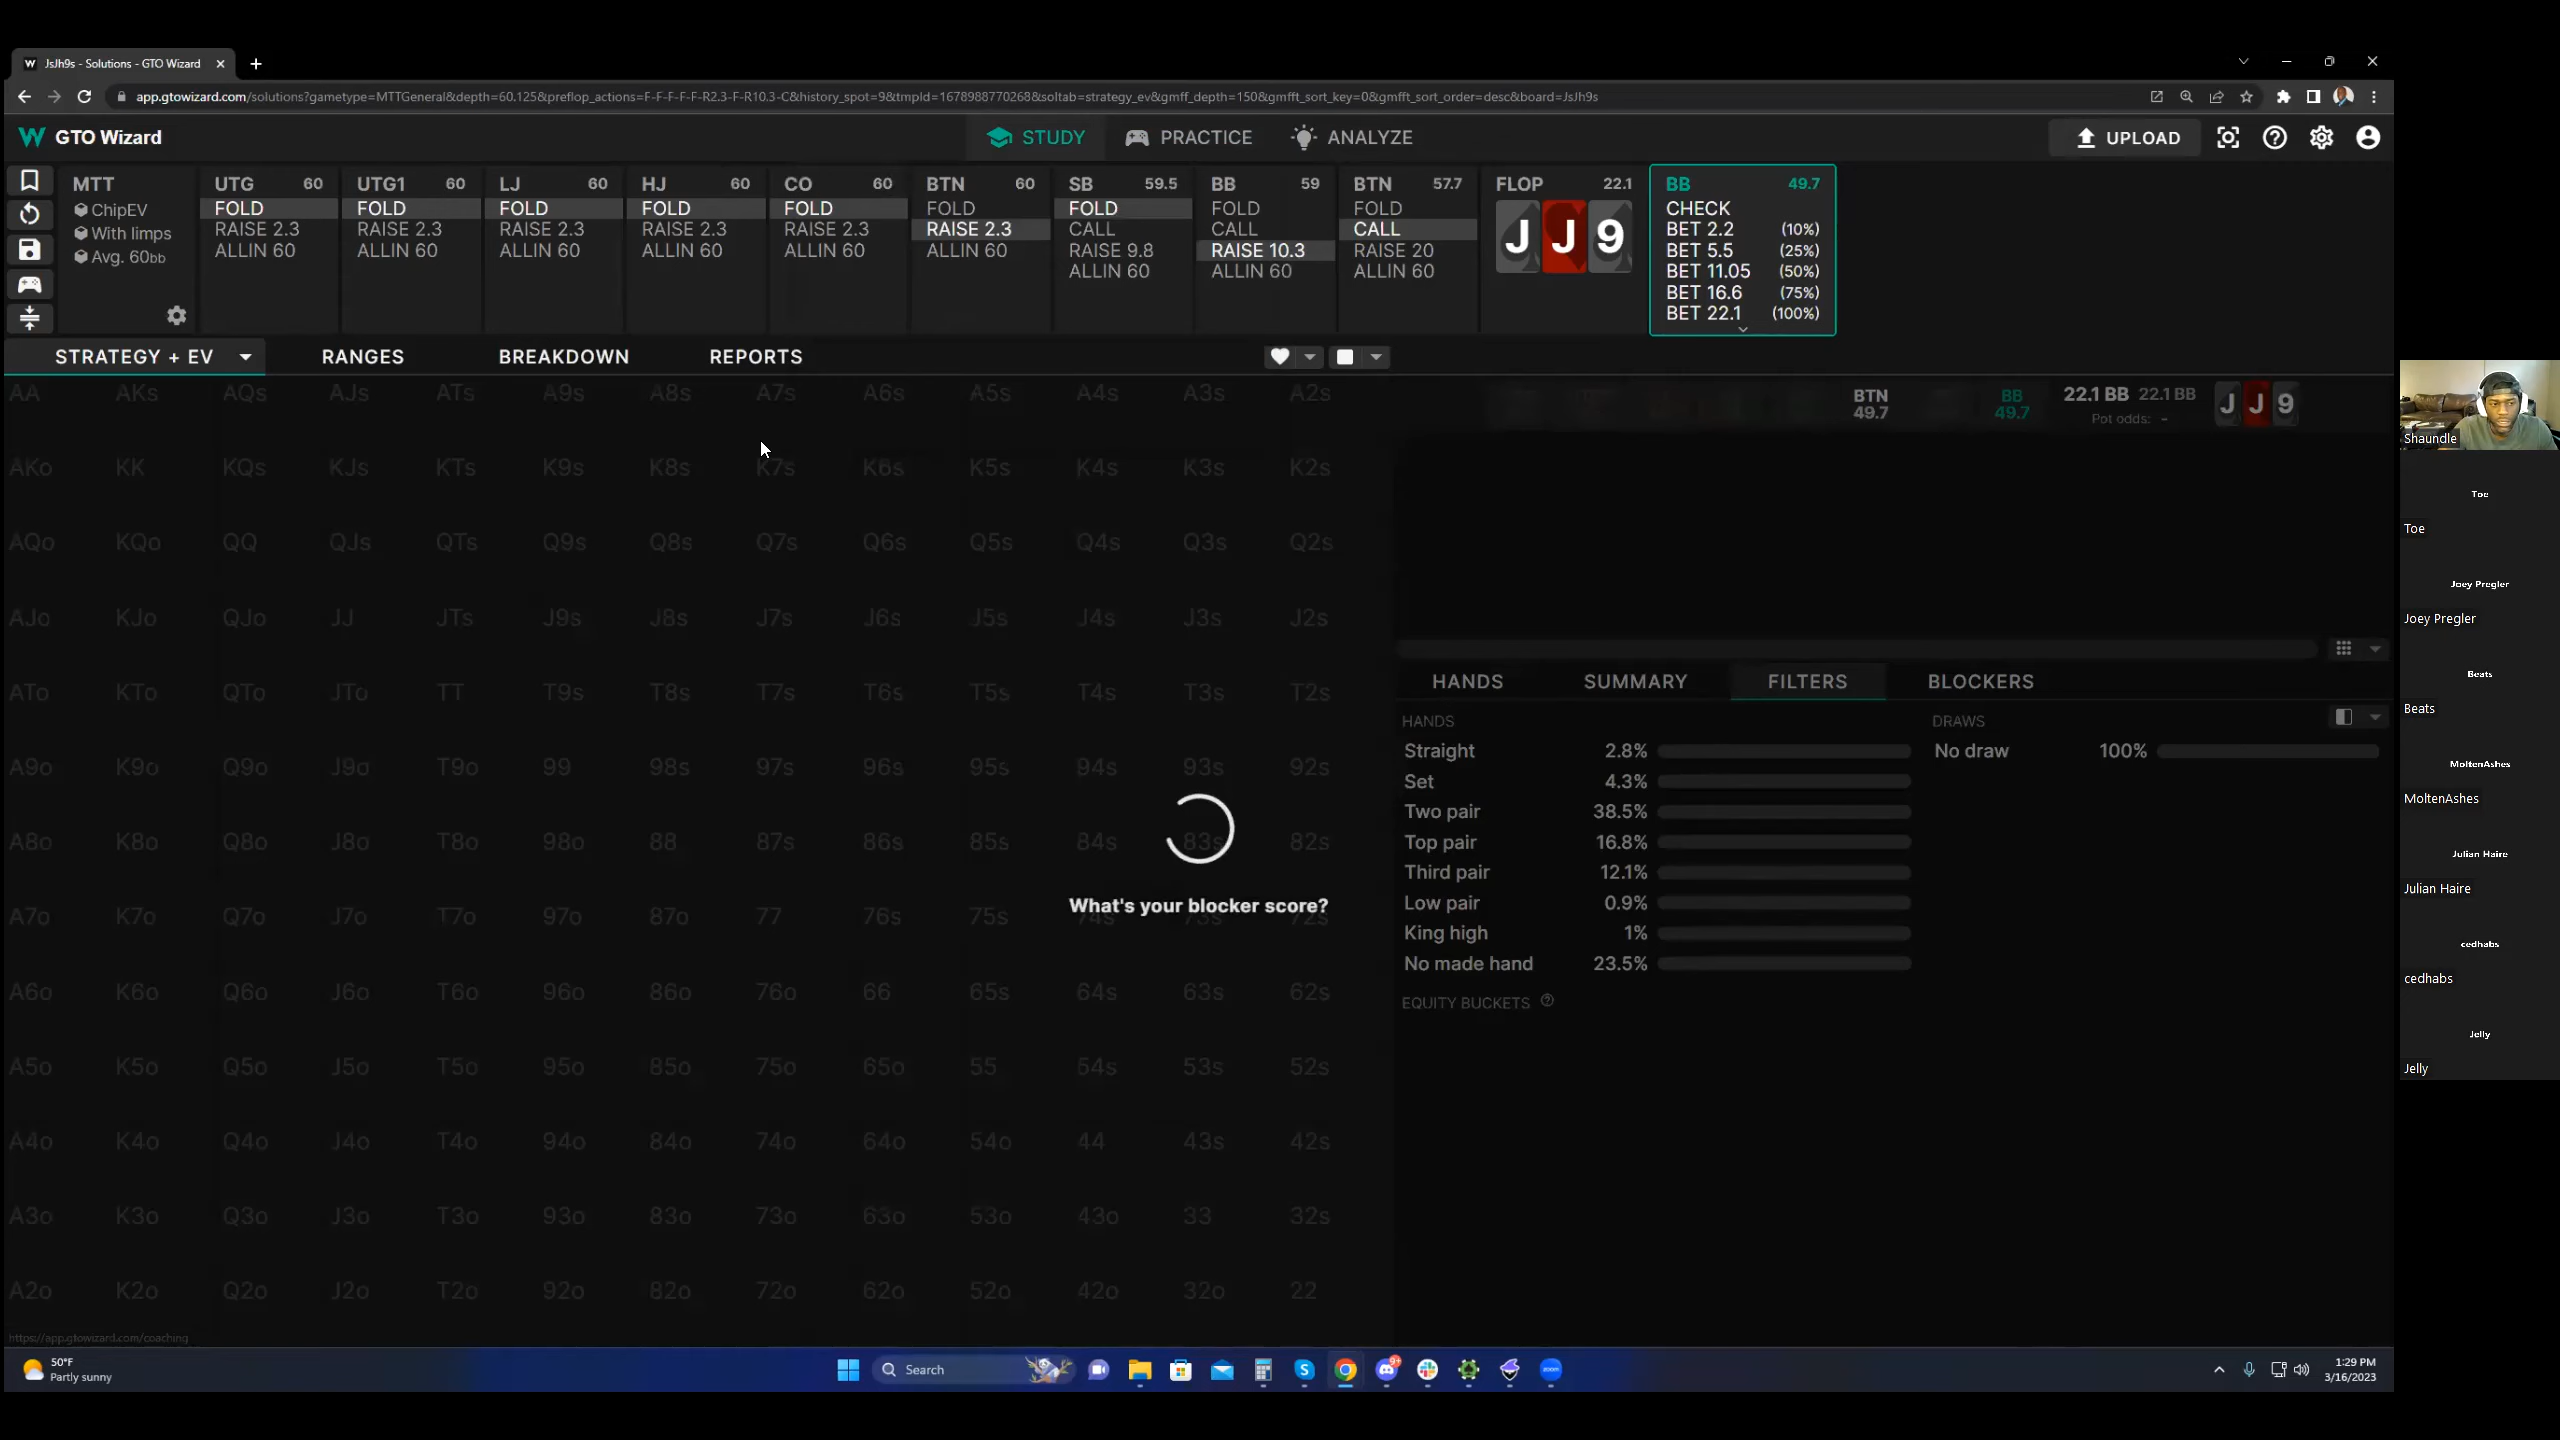 JsJh9s - Solutions - GTO Wizard
app.gtowizard.com/solutions?gametype=MTTGeneral&depth=60.125&preflop_actions=F-F-F-F-F-R2.3-F-R10.3-C&history_spot=9&tmpId=1678988770268&soltab=strategy_ev&gmff_depth=150&gmfft_sort_key=0&gmfft_sort_order=desc&board=JsJh9s
W GTO Wizard
STUDY PRACTICE ANALYZE UPLOAD
MTT UTG 60 UTG1 60 LJ 60 HJ 60 CO 60 BTN 60 SB 59.5 BB 59 BTN 57.7 FLOP 22.1 BB 49.7
ChipEV FOLD FOLD FOLD FOLD FOLD FOLD FOLD FOLD FOLD J J 9 CHECK
With limps RAISE 2.3 RAISE 2.3 RAISE 2.3 RAISE 2.3 RAISE 2.3 RAISE 2.3 CALL CALL CALL BET 2.2 (10%)
Avg. 60bb ALLIN 60 ALLIN 60 ALLIN 60 ALLIN 60 ALLIN 60 ALLIN 60 RAISE 9.8 RAISE 10.3 RAISE 20 BET 5.5 (25%)
ALLIN 60 ALLIN 60 ALLIN 60 BET 11.05 (50%)
BET 16.6 (75%)
BET 22.1 (100%)
STRATEGY + EV RANGES BREAKDOWN REPORTS
AA AKs AQs AJs ATs A9s A8s A7s A6s A5s A4s A3s A2s
AKo KK KQs KJs KTs K9s K8s K7s K6s K5s K4s K3s K2s
AQo KQo QQ QJs QTs Q9s Q8s Q7s Q6s Q5s Q4s Q3s Q2s
AJo KJo QJo JJ JTs J9s J8s J7s J6s J5s J4s J3s J2s
ATo KTo QTo JTo TT T9s T8s T7s T6s T5s T4s T3s T2s
A9o K9o Q9o J9o T9o 99 98s 97s 96s 95s 94s 93s 92s
A8o K8o Q8o J8o T8o 98o 88 87s 86s 85s 84s 83s 82s
A7o K7o Q7o J7o T7o 97o 87o 77 76s 75s 74s 73s 72s
What's your blocker score?
A6o K6o Q6o J6o T6o 96o 86o 76o 66 65s 64s 63s 62s
A5o K5o Q5o J5o T5o 95o 85o 75o 65o 55 54s 53s 52s
A4o K4o Q4o J4o T4o 94o 84o 74o 64o 54o 44 43s 42s
A3o K3o Q3o J3o T3o 93o 83o 73o 63o 53o 43o 33 32s
A2o K2o Q2o J2o T2o 92o 82o 72o 62o 52o 42o 32o 22
https://app.gtowizard.com/coaching
BTN BB 22.1 BB 22.1 BB J J 9
49.7 49.7 Pot odds: -
HANDS SUMMARY FILTERS BLOCKERS
HANDS DRAWS
Straight 2.8% No draw 100%
Set 4.3%
Two pair 38.5%
Top pair 16.8%
Third pair 12.1%
Low pair 0.9%
King high 1%
No made hand 23.5%
EQUITY BUCKETS
Shaundle
Toe
Toe
Joey Pregler
Joey Pregler
Beats
Beats
MoltenAshes
MoltenAshes
Julian Haire
Julian Haire
cedhabs
cedhabs
Jelly
Jelly
50°F
Partly sunny
Search
9+
zoom
1:29 PM
3/16/2023